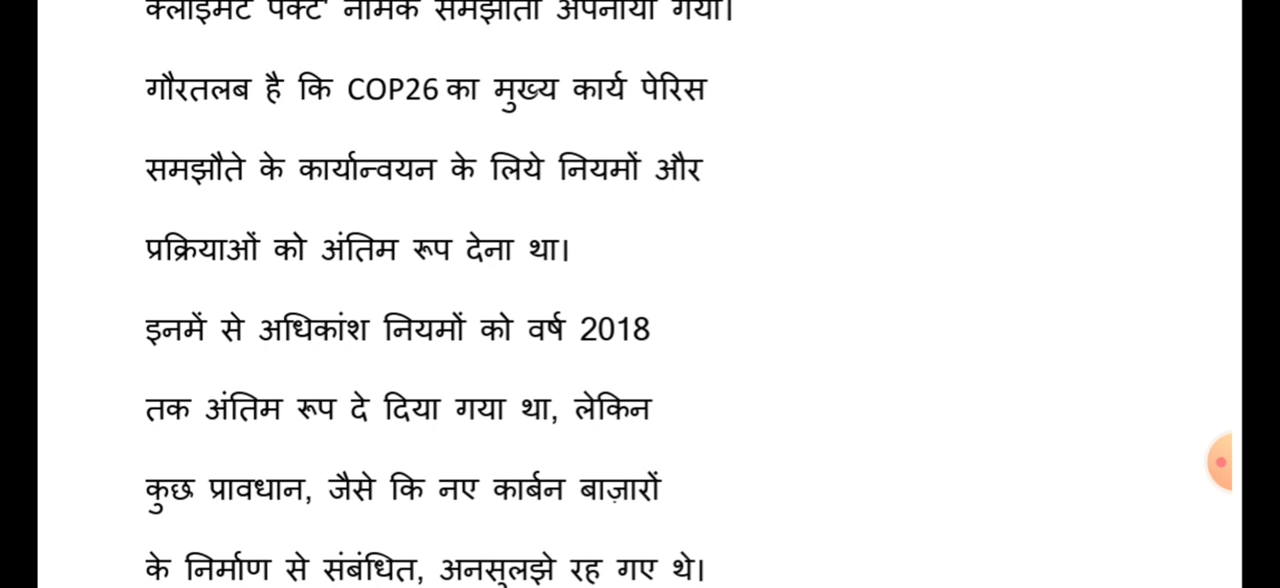 क्लाइमेट पैक्ट' नामक समझौता अपनाया गया।
गौरतलब है कि COP26 का मुख्य कार्य पेरिस
समझौते के कार्यान्वयन के लिये नियमों और
प्रक्रियाओं को अंतिम रूप देना था।
इनमें से अधिकांश नियमों को वर्ष 2018
तक अंतिम रूप दे दिया गया था, लेकिन
कुछ प्रावधान, जैसे कि नए कार्बन बाज़ारों
के निर्माण से संबंधित, अनसुलझे रह गए थे।